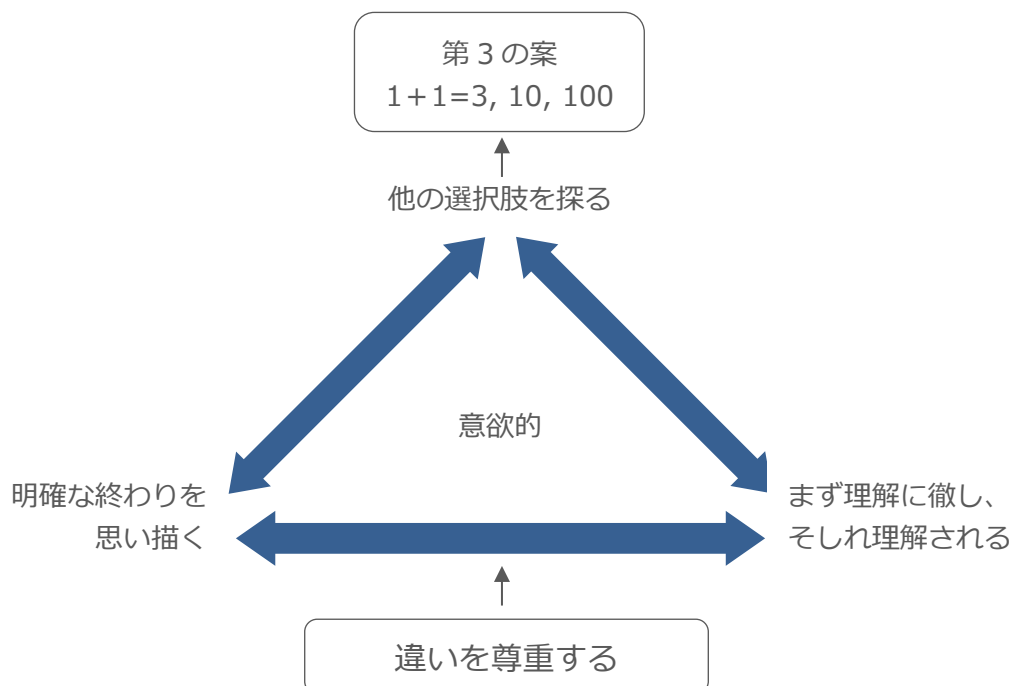 第3の案
1+1=3, 10, 100
他の選択肢を探る
意欲的
明確な終わりを
思い描く
まず理解に徹し、
そしれ理解される
違いを尊重する